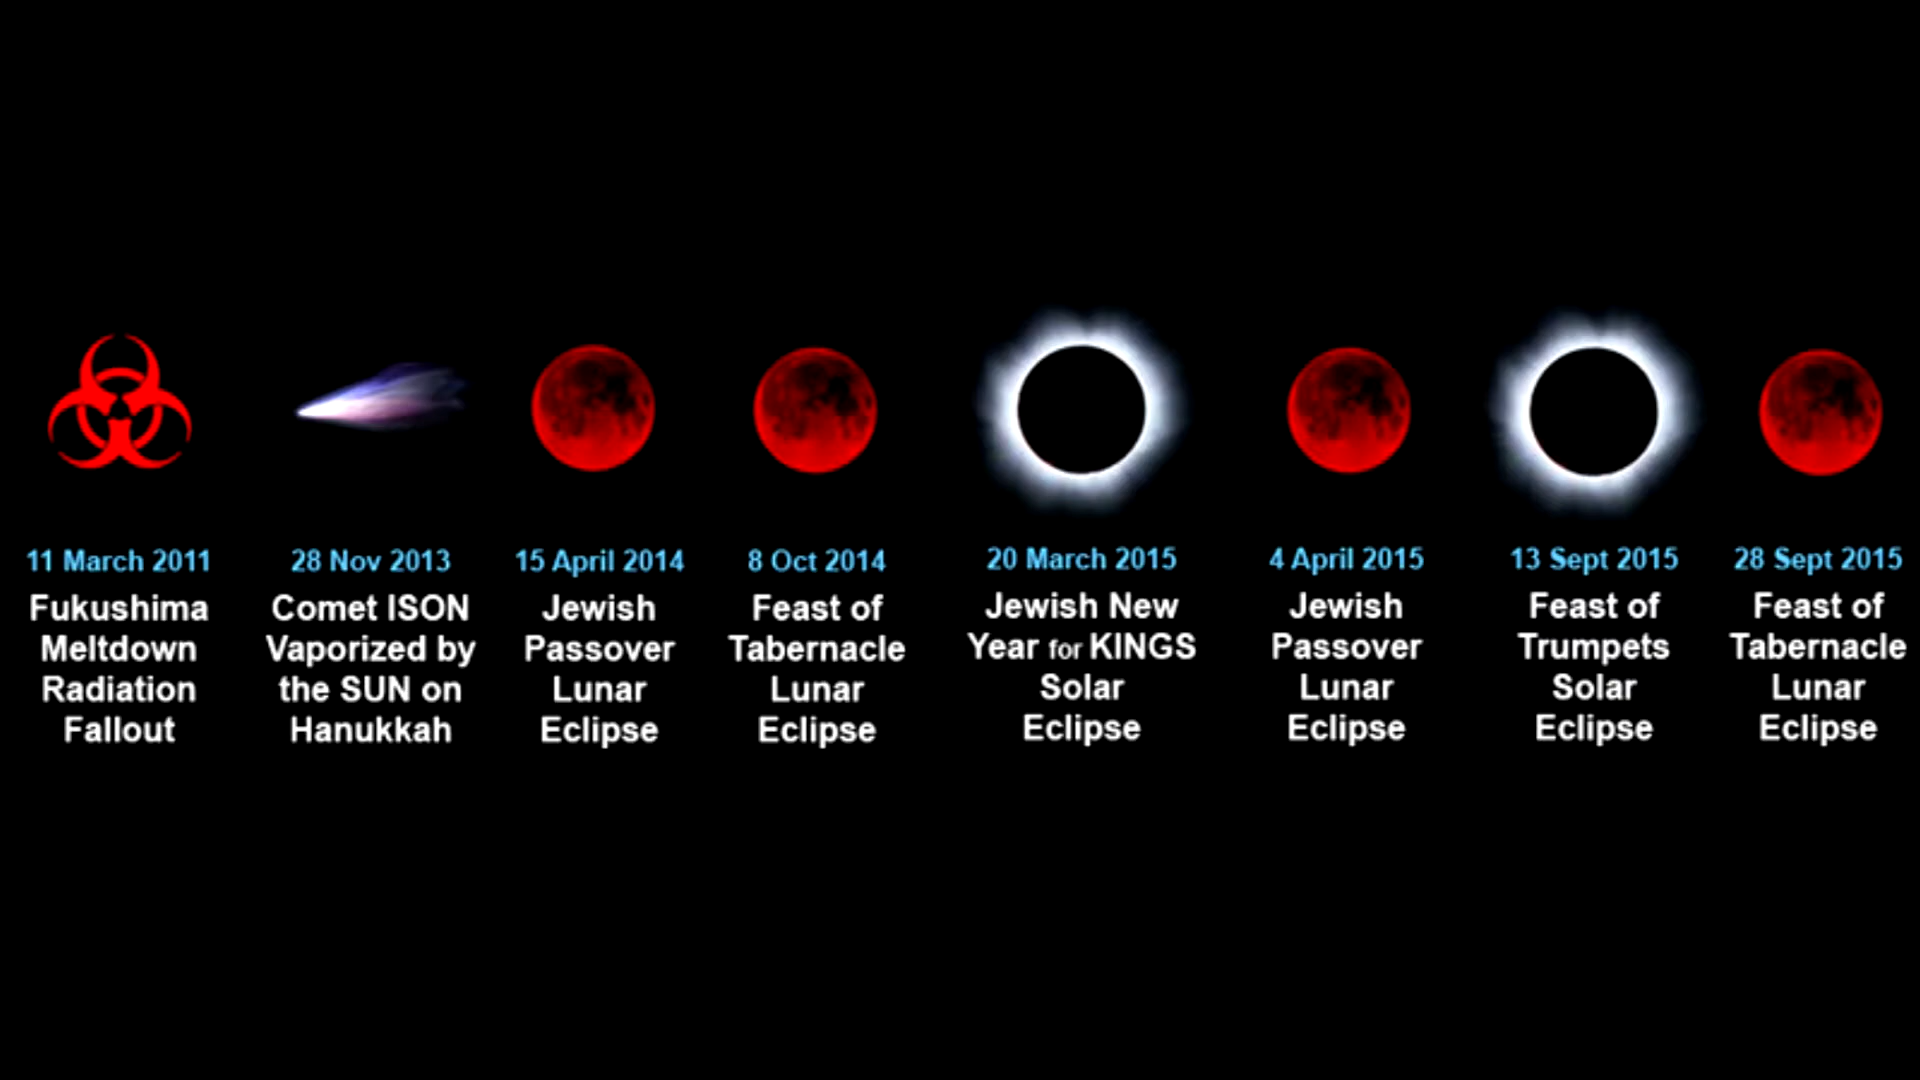 11 March 2011
Fukushima
Meltdown
Radiation
Fallout
28 Nov 2013
Comet ISON
Vaporized by
the SUN on
Hanukkah
15 April 2014
Jewish
Passover
Lunar
Eclipse
8 Oct 2014
Feast of
Tabernacle
Lunar
Eclipse
20 March 2015
Jewish New
Year for KINGS
Solar
Eclipse
4 April 2015
Jewish
Passover
Lunar
Eclipse
13 Sept 2015
Feast of
Trumpets
Solar
Eclipse
28 Sept 2015
Feast of
Tabernacle
Lunar
Eclipse